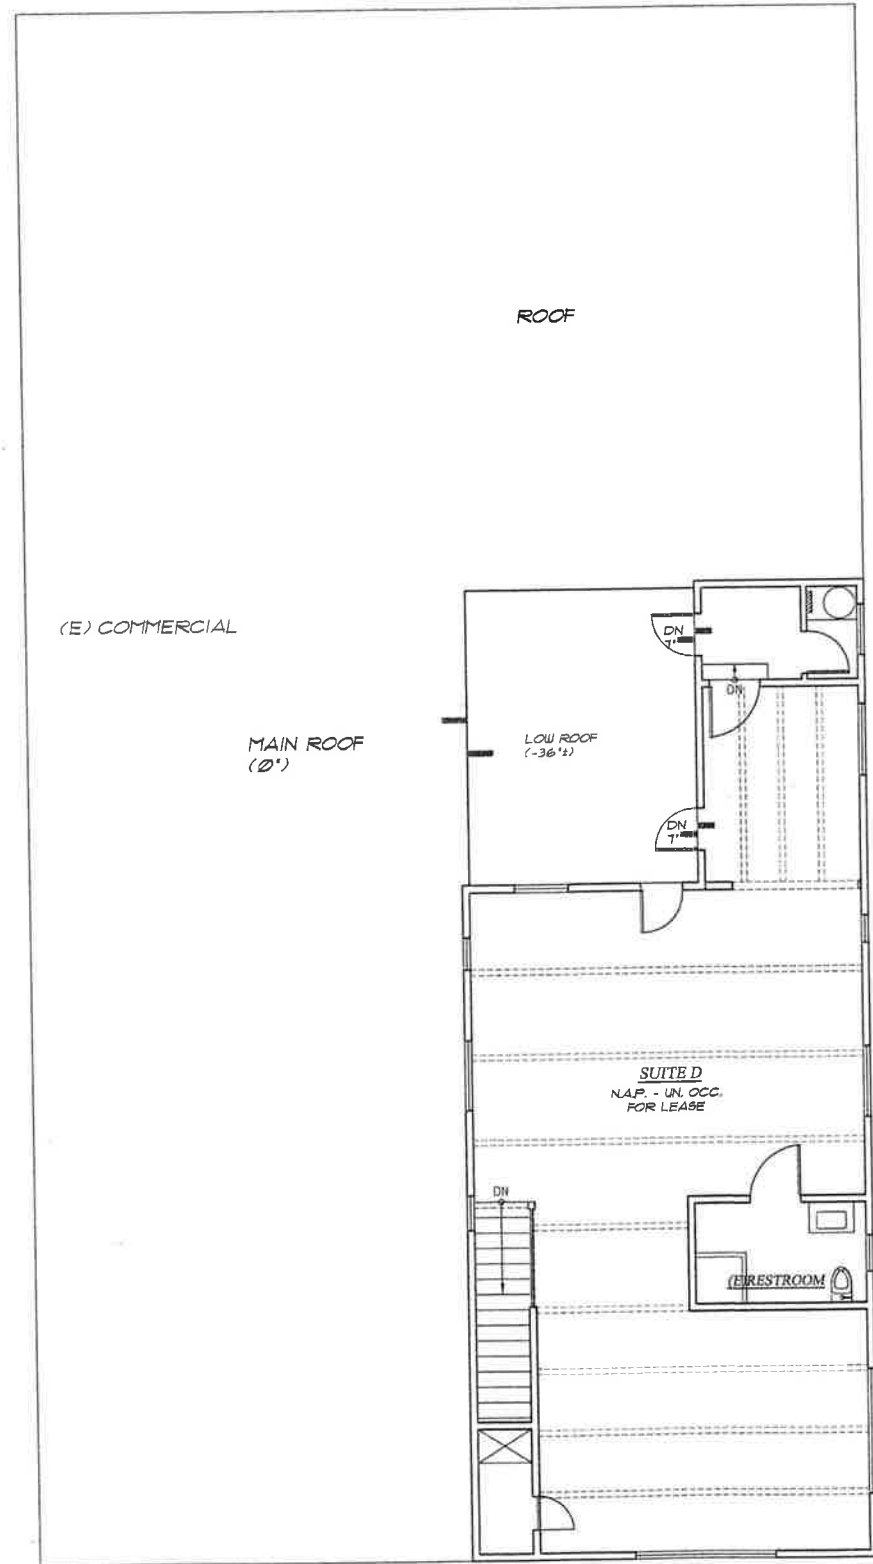 ROOF
(E) COMMERCIAL
DN
7"
DN
MAIN ROOF
(Ø")
LOW ROOF
(-36"±)
DN
7"
SUITE D
N.A.P. - UN. OCC.
FOR LEASE
DN
(E)RESTROOM